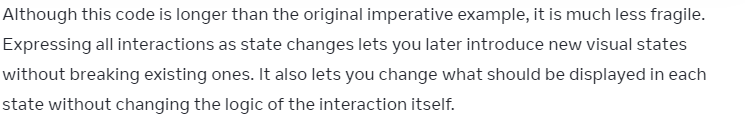 Although this code is longer than the original imperative example, it is much less fragile.
Expressing all interactions as state changes lets you later introduce new visual states
without breaking existing ones. It also lets you change what should be displayed in each
state without changing the logic of the interaction itself.